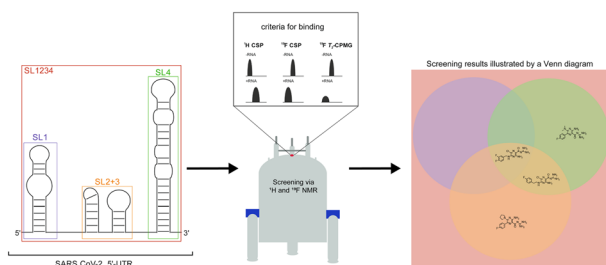 SL1234
SL4
SL1
SL2+3
5'
3'
SARS CoV-2 5'-UTR
criteria for binding
¹H CSP
¹⁹F CSP
¹⁹F T₂-CPMG
-RNA
-RNA
-RNA
+RNA
+RNA
+RNA
Screening via
¹H and ¹⁹F NMR
Screening results illustrated by a Venn diagram